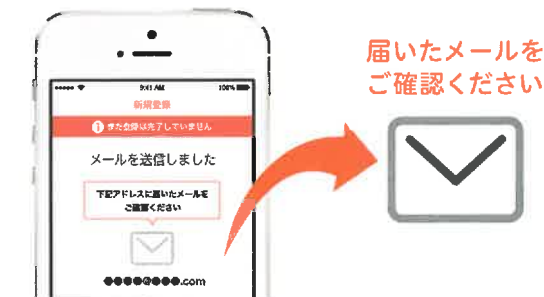 9:41 AM
100%
新規登録
まだ登録は完了していません
メールを送信しました
下記アドレスに届いたメールを
ご確認ください
●●●●@●●●.com
届いたメールを
ご確認ください